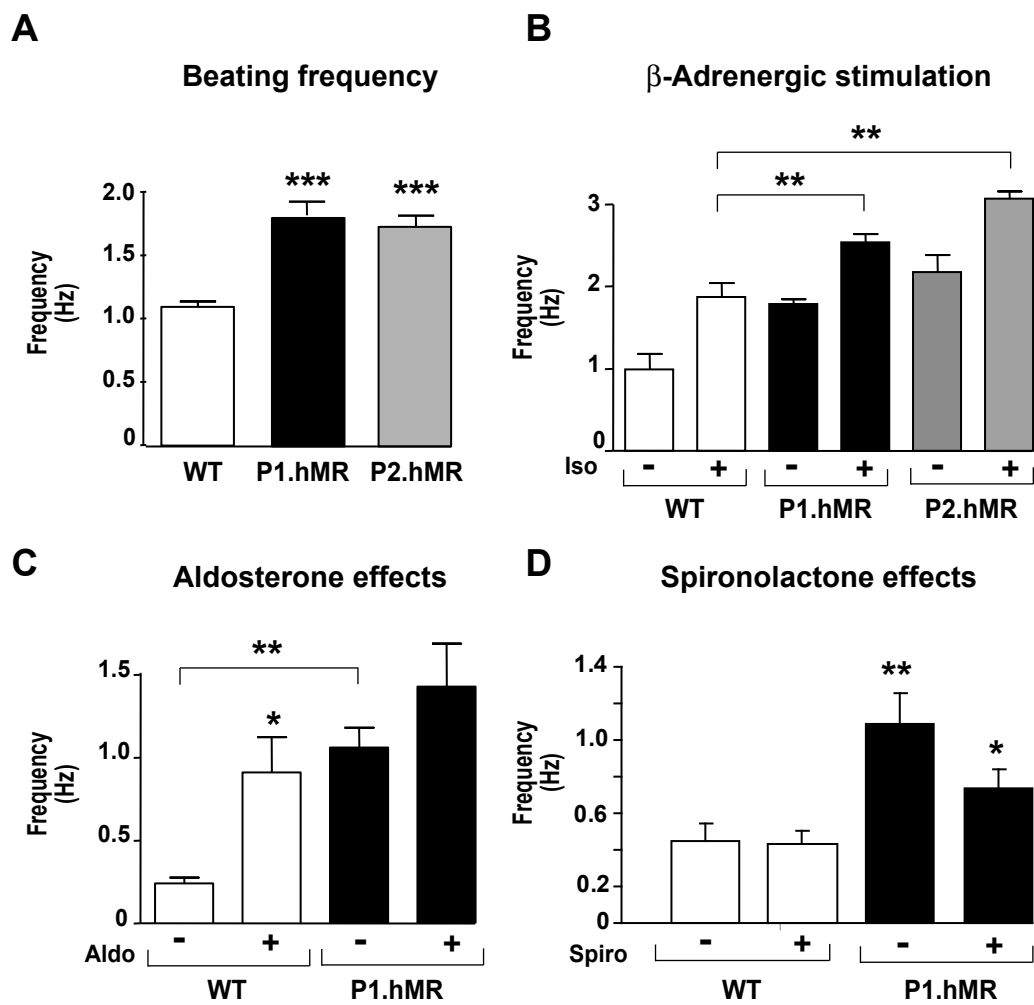 A
Beating frequency
Frequency
(Hz)
2.0
1.5
1.0
0.5
0
***
***
WT P1.hMR P2.hMR
B
β-Adrenergic stimulation
Frequency
(Hz)
3
2
1
0
**
**
Iso - + - + - +
WT P1.hMR P2.hMR
C
Aldosterone effects
Frequency
(Hz)
1.5
1.0
0.5
0
**
*
Aldo - + - +
WT P1.hMR
D
Spironolactone effects
Frequency
(Hz)
1.4
1.0
0.6
0.2
0
**
*
Spiro - + - +
WT P1.hMR